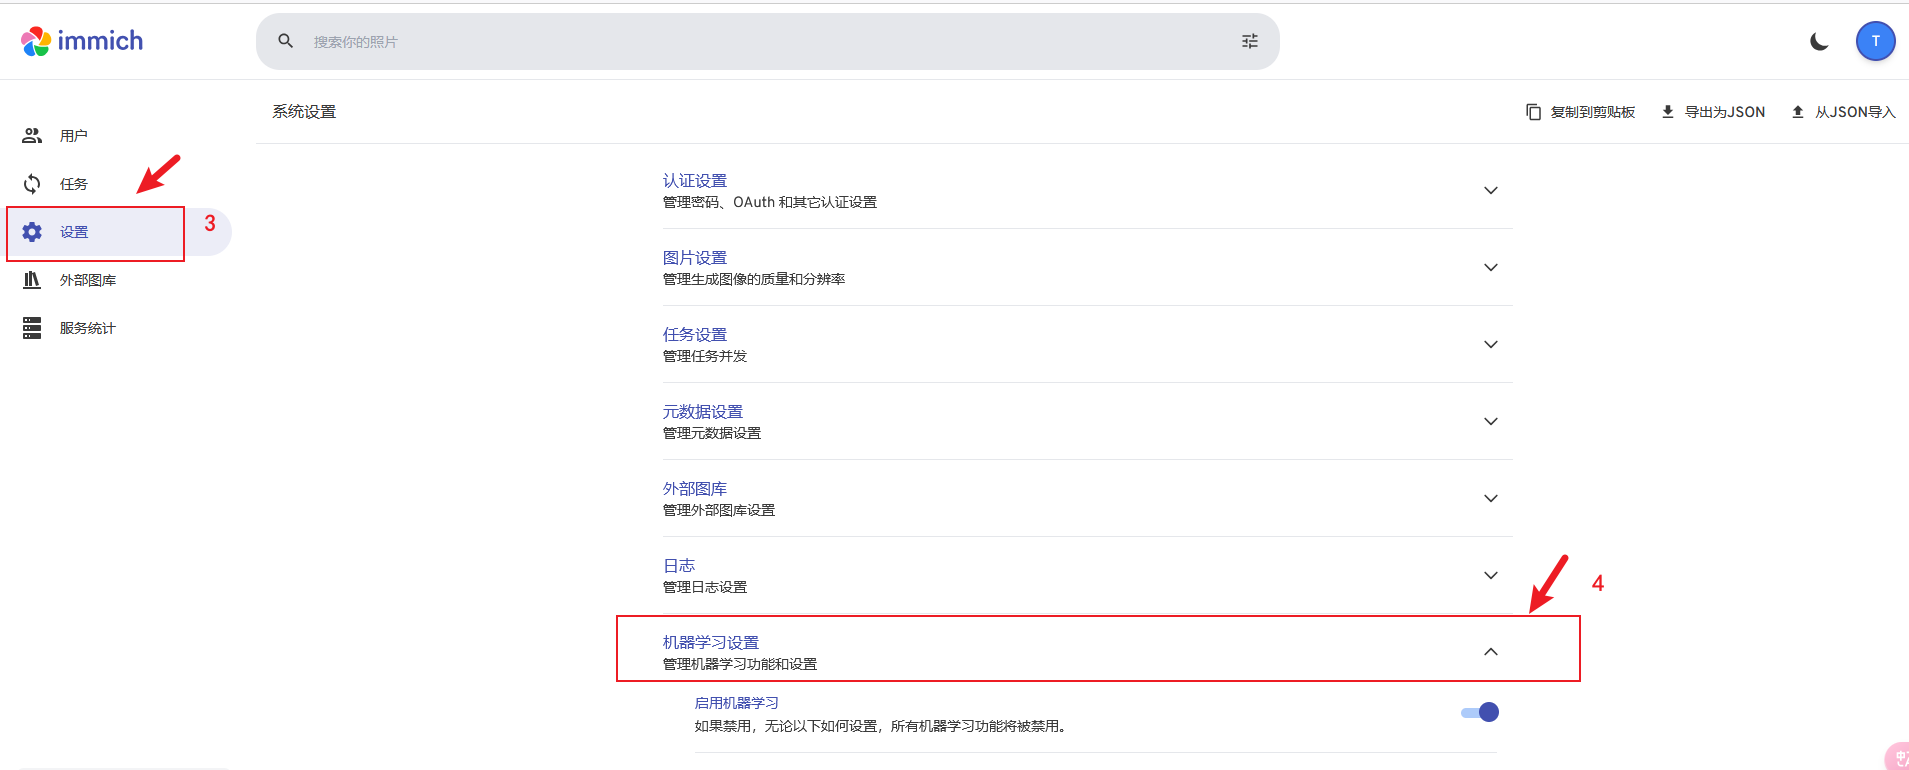 immich
搜索你的照片
T
用户
任务
设置
3
外部图库
服务统计
系统设置
复制到剪贴板
导出为JSON
从JSON导入
认证设置
管理密码、OAuth 和其它认证设置
图片设置
管理生成图像的质量和分辨率
任务设置
管理任务并发
元数据设置
管理元数据设置
外部图库
管理外部图库设置
日志
管理日志设置
4
机器学习设置
管理机器学习功能和设置
启用机器学习
如果禁用，无论以下如何设置，所有机器学习功能将被禁用。